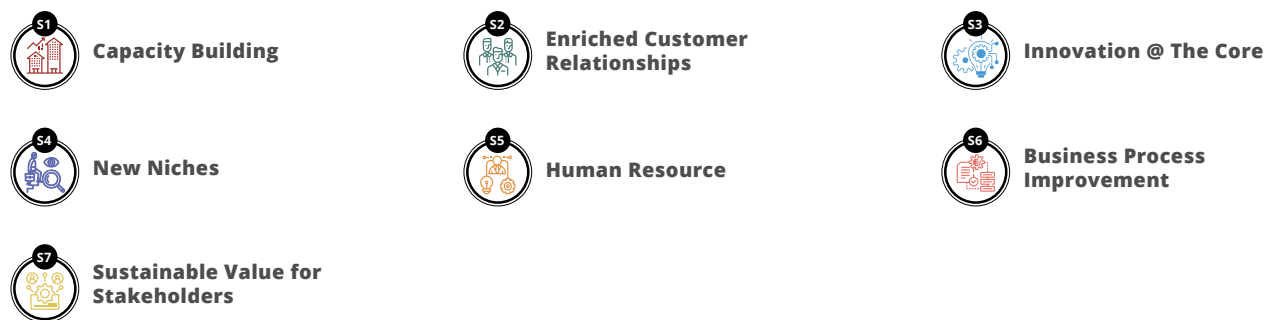 S1
Capacity Building
S2
Enriched Customer
Relationships
S3
Innovation @ The Core
S4
New Niches
S5
Human Resource
S6
Business Process
Improvement
S7
Sustainable Value for
Stakeholders